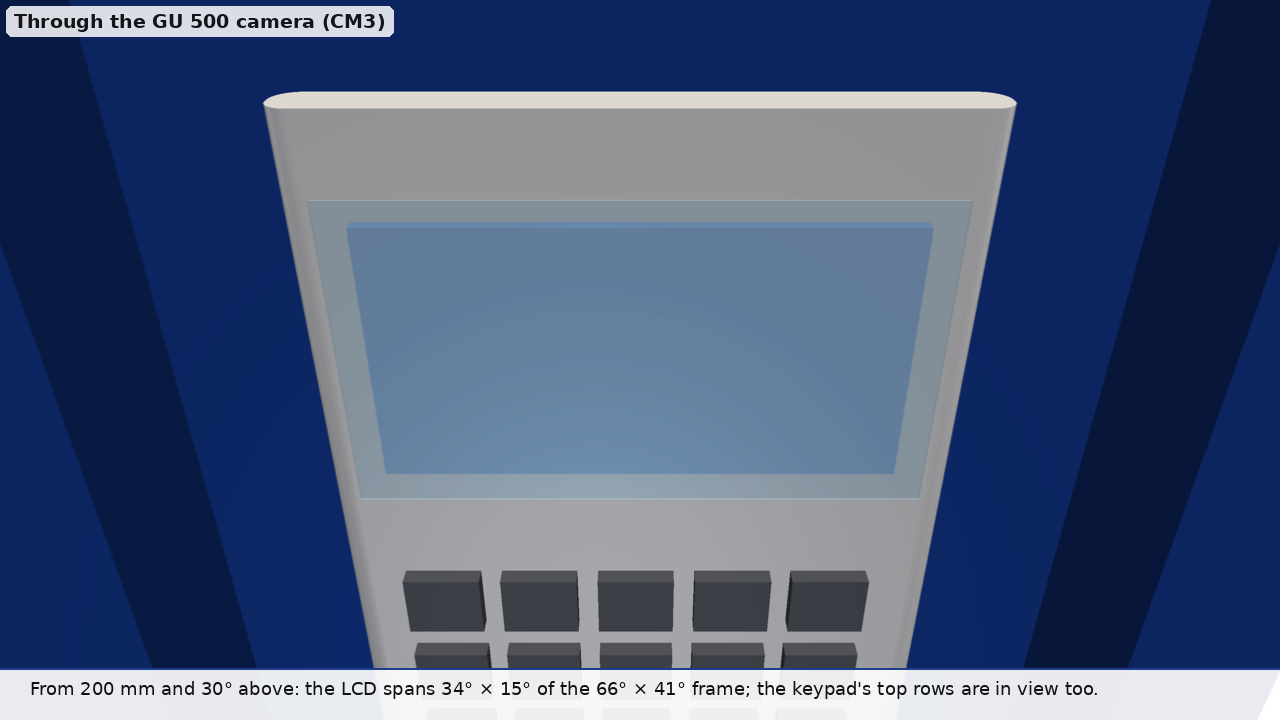 Through the GU 500 camera (CM3)
From 200 mm and 30° above: the LCD spans 34° × 15° of the 66° × 41° frame; the keypad's top rows are in view too.